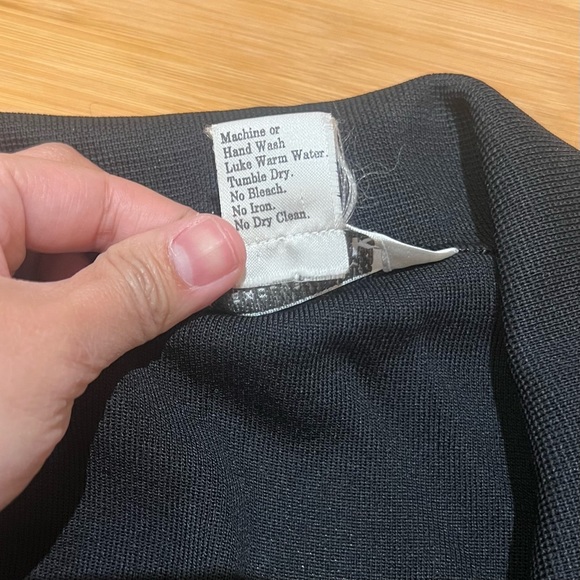 Machine or
Hand Wash
Luke Warm Water.
Tumble Dry.
No Bleach.
No Iron.
No Dry Clean.